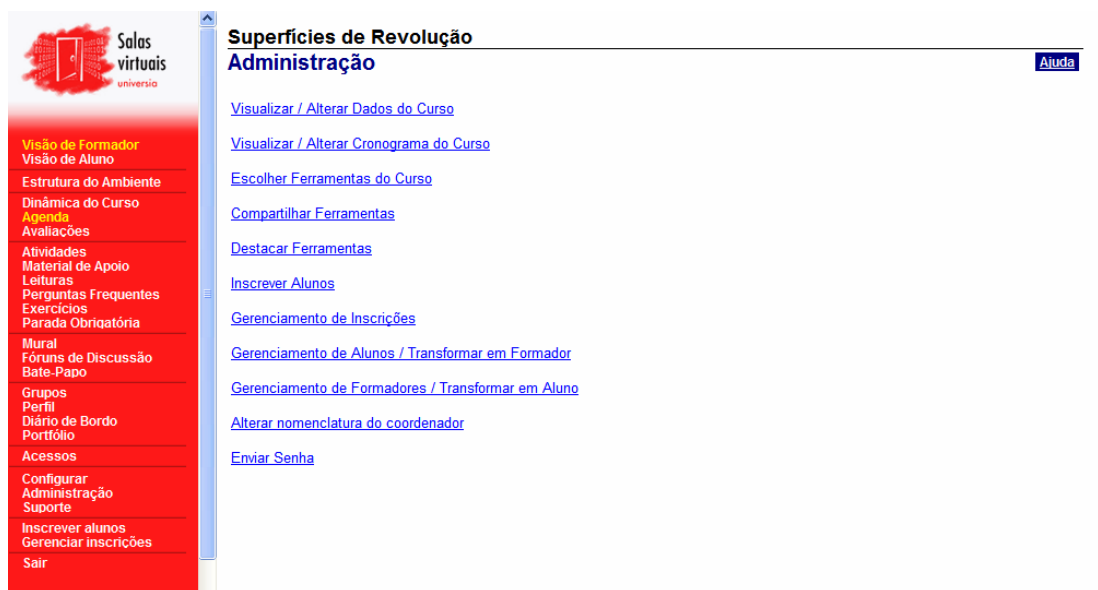 Salas
virtuais
universia
Visão de Formador
Visão de Aluno
Estrutura do Ambiente
Dinâmica do Curso
Agenda
Avaliações
Atividades
Material de Apoio
Leituras
Perguntas Frequentes
Exercícios
Parada Obrigatória
Mural
Fóruns de Discussão
Bate-Papo
Grupos
Perfil
Diário de Bordo
Portfólio
Acessos
Configurar
Administração
Suporte
Inscrever alunos
Gerenciar inscrições
Sair
Superfícies de Revolução
Administração
Ajuda
Visualizar / Alterar Dados do Curso
Visualizar / Alterar Cronograma do Curso
Escolher Ferramentas do Curso
Compartilhar Ferramentas
Destacar Ferramentas
Inscrever Alunos
Gerenciamento de Inscrições
Gerenciamento de Alunos / Transformar em Formador
Gerenciamento de Formadores / Transformar em Aluno
Alterar nomenclatura do coordenador
Enviar Senha